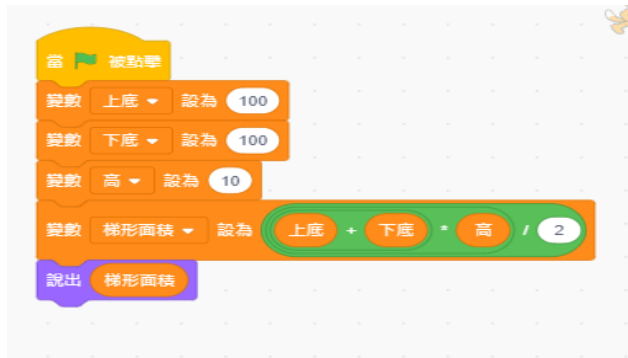 當 被點擊
變數 上底 設為 100
變數 下底 設為 100
變數 高 設為 10
變數 梯形面積 設為 上底 + 下底 * 高 / 2
說出 梯形面積